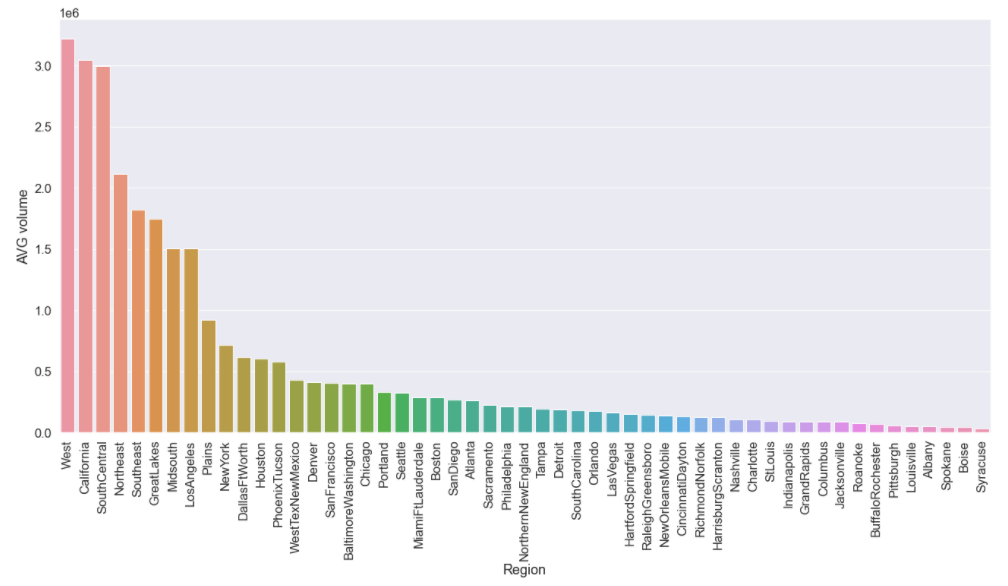 1e6
3.0
2.5
2.0
1.5
1.0
0.5
0.0
AVG volume
West
California
SouthCentral
Northeast
Southeast
GreatLakes
Midsouth
LosAngeles
Plains
NewYork
DallasFtWorth
Houston
PhoenixTucson
WestTexNewMexico
Denver
SanFrancisco
BaltimoreWashington
Chicago
Portland
Seattle
MiamiFtLauderdale
Boston
SanDiego
Atlanta
Sacramento
Philadelphia
NorthernNewEngland
Tampa
Detroit
SouthCarolina
Orlando
LasVegas
HartfordSpringfield
RaleighGreensboro
NewOrleansMobile
CincinnatiDayton
RichmondNorfolk
HarrisburgScranton
Nashville
Charlotte
StLouis
Indianapolis
GrandRapids
Columbus
Jacksonville
Roanoke
BuffaloRochester
Pittsburgh
Louisville
Albany
Spokane
Boise
Syracuse
Region